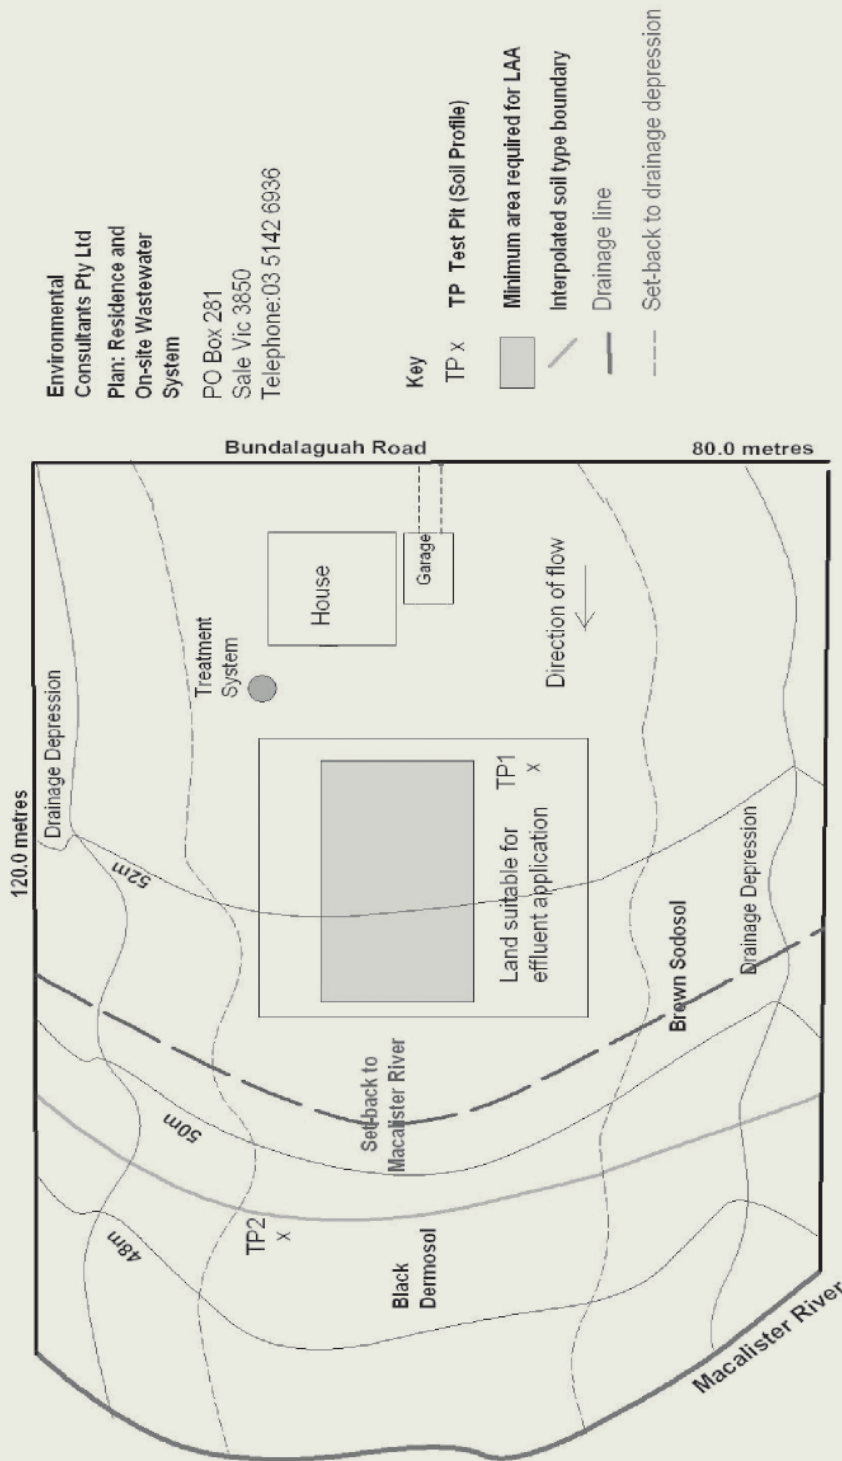 Environmental
Consultants Pty Ltd
Plan: Residence and
On-site Wastewater
System
PO Box 281
Sale Vic 3850
Telephone:03 5142 6936
Key
TP x TP Test Pit (Soil Profile)
Minimum area required for LAA
Interpolated soil type boundary
Drainage line
Set-back to drainage depression
Bundalaguah Road
80.0 metres
120.0 metres
Drainage Depression
Treatment
System
House
Garage
Direction of flow
52m
TP1
x
Land suitable for
effluent application
Brown Sodosol
Drainage Depression
Set-back to
Macalister River
50m
48m
TP2
x
Black
Dermosol
Macalister River